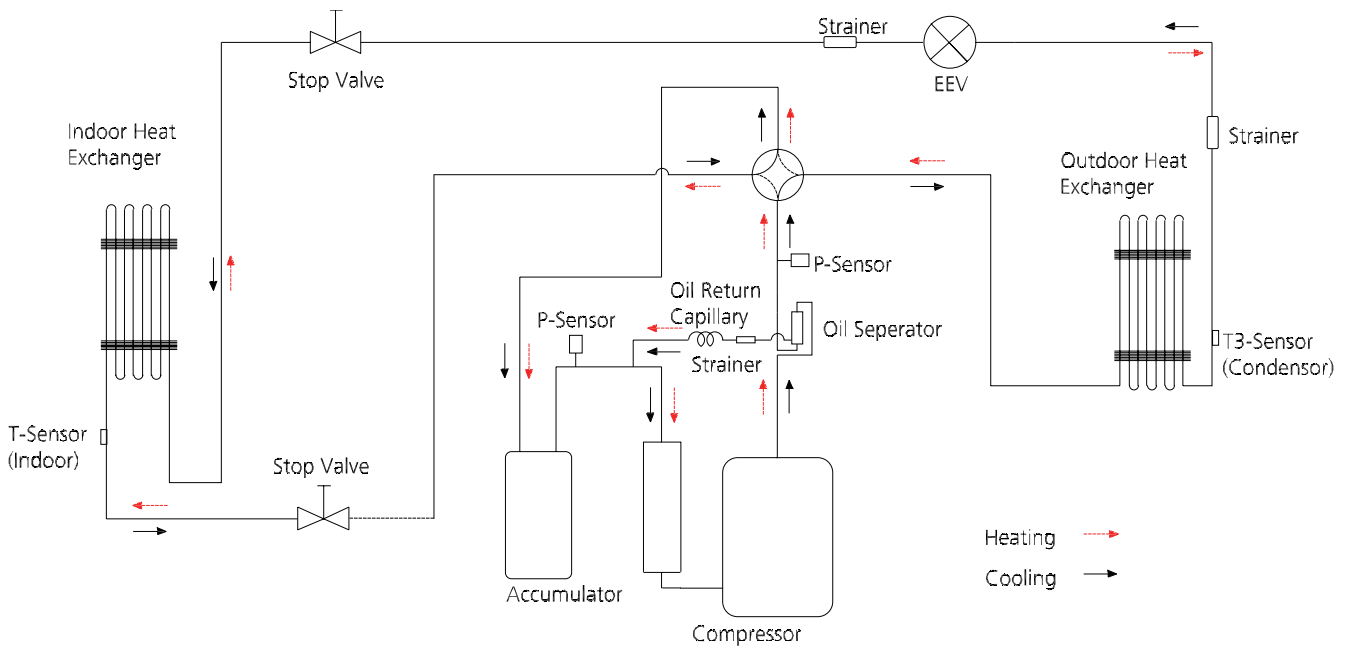 Strainer
Stop Valve
EEV
Indoor Heat
Exchanger
Strainer
Outdoor Heat
Exchanger
P-Sensor
Oil Return
Capillary
P-Sensor
Oil Seperator
Strainer
T3-Sensor
(Condensor)
T-Sensor
(Indoor)
Stop Valve
Heating
Cooling
Accumulator
Compressor